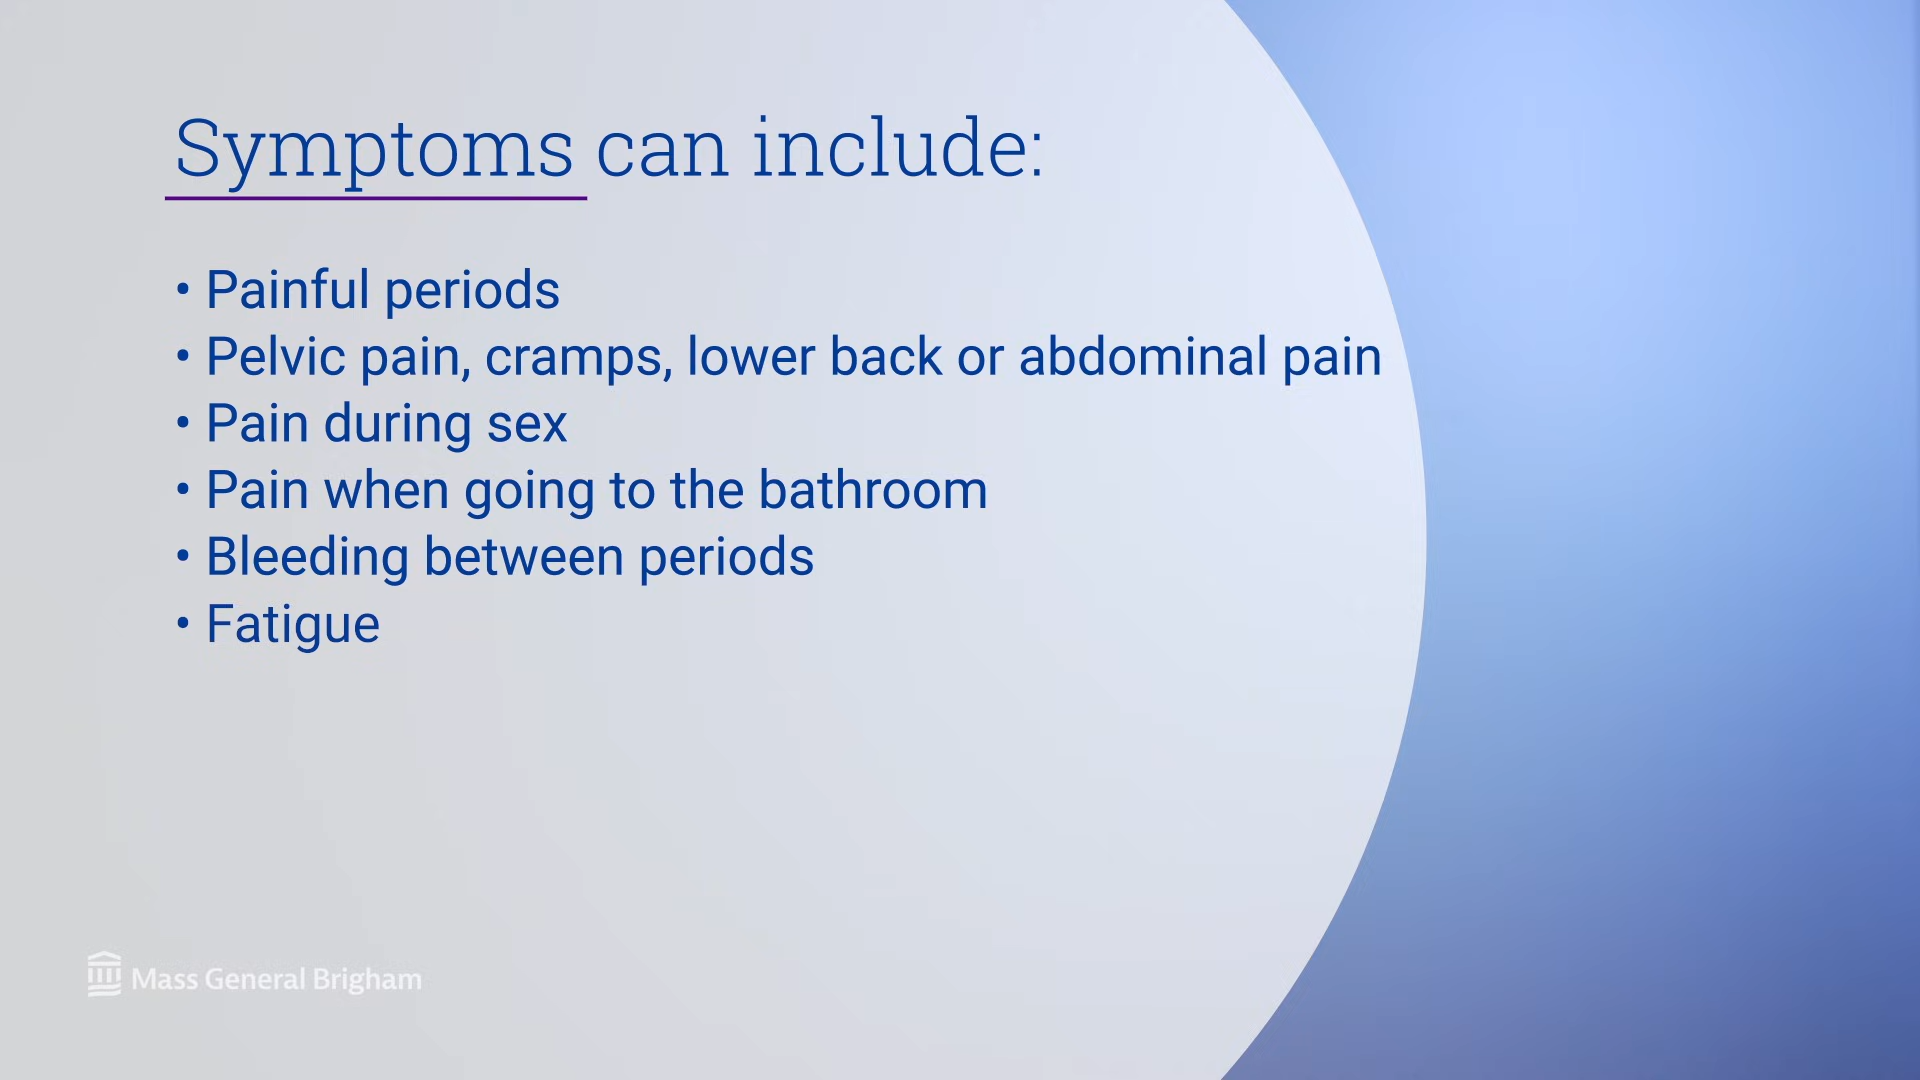 Symptoms can include:
• Painful periods
• Pelvic pain, cramps, lower back or abdominal pain
• Pain during sex
• Pain when going to the bathroom
• Bleeding between periods
• Fatigue
Mass General Brigham